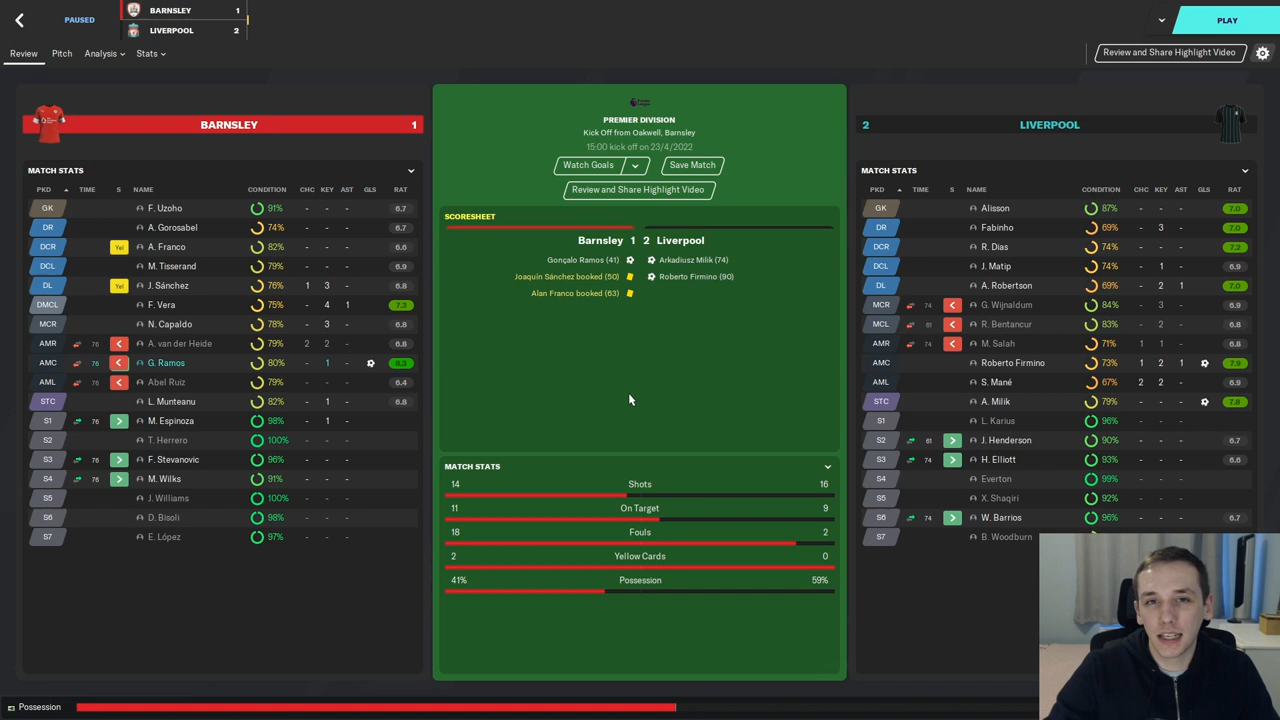 PAUSED
BARNSLEY 1
LIVERPOOL 2
PLAY
Review Pitch Analysis Stats
Review and Share Highlight Video
BARNSLEY 1
MATCH STATS
PKD TIME S NAME CONDITION CHC KEY AST GLS RAT
GK F. Uzoho 91% - - - 6.7
DR A. Gorosabel 74% - - - 6.7
DCR Yel A. Franco 82% - - - 6.6
DCL M. Tisserand 79% - - - 6.9
DL Yel J. Sánchez 76% 1 3 - 6.8
DMCL F. Vera 75% - 4 1 7.3
MCR N. Capaldo 78% - 3 - 6.8
AMR 76 A. van der Heide 79% 2 2 - 6.8
AMC 76 G. Ramos 80% - 1 - 8.3
AML 76 Abel Ruiz 79% - - - 6.4
STC L. Munteanu 82% - 1 - 6.8
S1 76 M. Espinoza 98% - 1 -
S2 T. Herrero 100% - - -
S3 76 F. Stevanovic 96% - - -
S4 76 M. Wilks 91% - - -
S5 J. Williams 100% - - -
S6 D. Bisoli 98% - - -
S7 E. López 97% - - -
PREMIER DIVISION
Kick Off from Oakwell, Barnsley
15:00 kick off on 23/4/2022
Watch Goals Save Match
Review and Share Highlight Video
SCORESHEET
Barnsley 1 2 Liverpool
Gonçalo Ramos (41) Arkadiusz Milik (74)
Joaquín Sánchez booked (50) Roberto Firmino (90)
Alan Franco booked (63)
MATCH STATS
14 Shots 16
11 On Target 9
18 Fouls 2
2 Yellow Cards 0
41% Possession 59%
2 LIVERPOOL
MATCH STATS
PKD TIME S NAME CONDITION CHC KEY AST GLS RAT
GK Alisson 87% - - - 7.0
DR Fabinho 69% - 3 - 7.0
DCR R. Dias 74% - - - 7.2
DCL J. Matip 74% - 1 - 6.9
DL A. Robertson 69% - 2 1 7.0
MCR 74 G. Wijnaldum 84% - 3 - 6.9
MCL 61 R. Bentancur 83% - 2 - 6.8
AMR 74 M. Salah 71% 1 1 - 6.8
AMC Roberto Firmino 73% 1 2 1 7.9
AML S. Mané 67% 2 2 - 6.9
STC A. Milik 79% - 1 - 7.8
S1 L. Karius 96% - - -
S2 61 J. Henderson 90% - - - 6.7
S3 74 H. Elliott 93% - - - 6.6
S4 Everton 99% - - -
S5 X. Shaqiri 92% - - -
S6 74 W. Barrios 96% - - - 6.7
S7 B. Woodburn
Possession